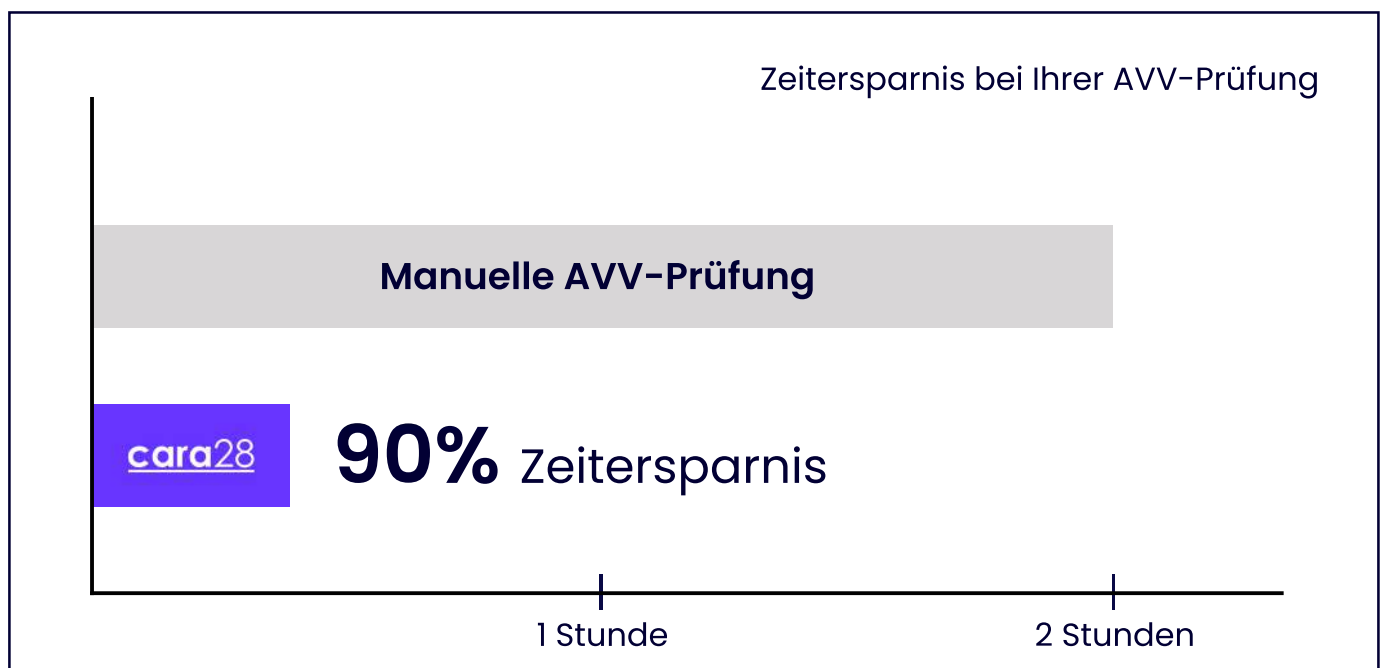 Zeitersparnis bei Ihrer AVV-Prüfung
Manuelle AVV-Prüfung
cara28
90% Zeitersparnis
1 Stunde
2 Stunden